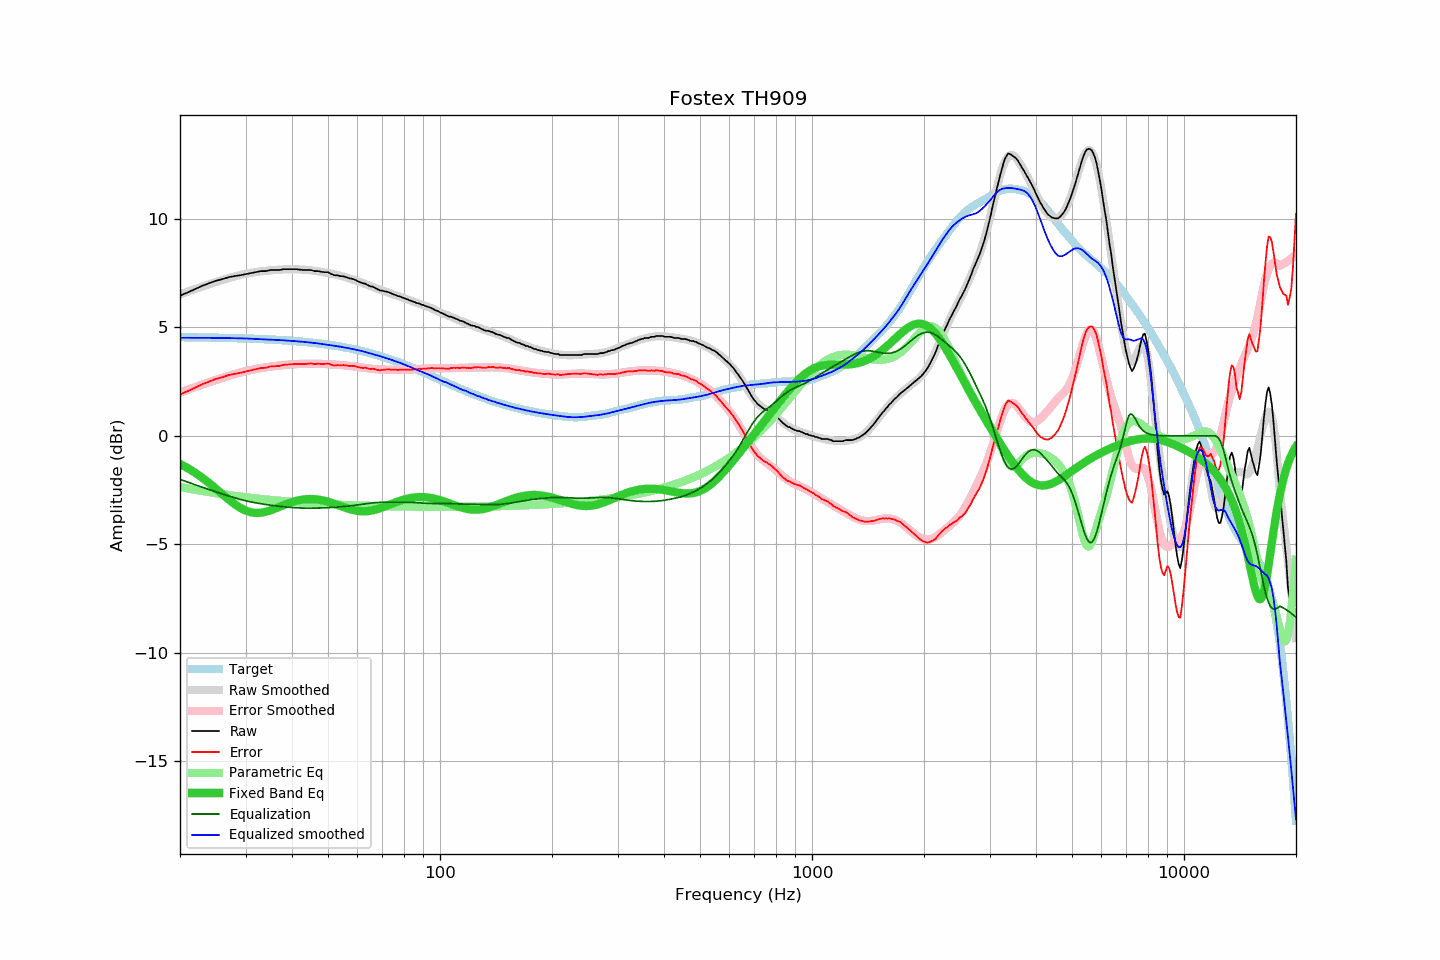 Fostex TH909
Amplitude (dBr)
10
5
0
−5
−10
−15
Target
Raw Smoothed
Error Smoothed
Raw
Error
Parametric Eq
Fixed Band Eq
Equalization
Equalized smoothed
100
1000
10000
Frequency (Hz)